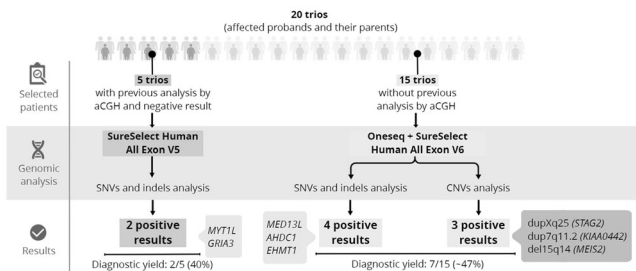 20 trios
(affected probands and their parents)
Selected
patients
5 trios
with previous analysis by
aCGH and negative result
15 trios
without previous
analysis by aCGH
Genomic
analysis
SureSelect Human
All Exon V5
SNVs and indels analysis
Oneseq + SureSelect
Human All Exon V6
SNVs and indels analysis
CNVs analysis
Results
2 positive
results
MYT1L
GRIA3
Diagnostic yield: 2/5 (40%)
MED13L
AHDC1
EHMT1
4 positive
results
3 positive
results
dupXq25 (STAG2)
dup7q11.2 (KIAA0442)
del15q14 (MEIS2)
Diagnostic yield: 7/15 (~47%)